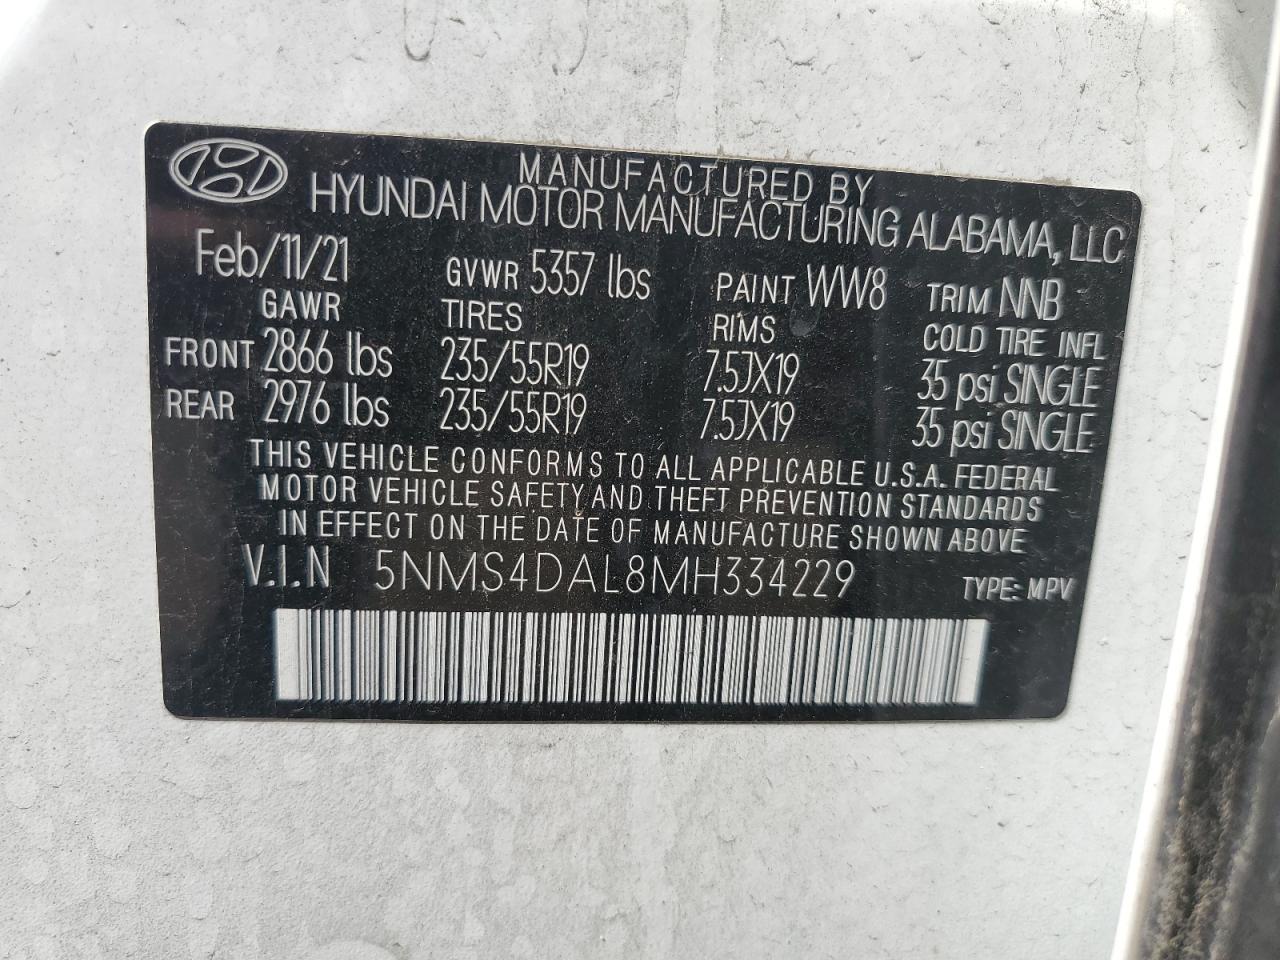 MANUFACTURED BY
HYUNDAI MOTOR MANUFACTURING ALABAMA, LLC
Feb/11/21 GVWR 5357 lbs PAINT WW8 TRIM NNB
GAWR TIRES RIMS COLD TIRE INFL
FRONT 2866 lbs 235/55R19 7.5JX19 35 psi SINGLE
REAR 2976 lbs 235/55R19 7.5JX19 35 psi SINGLE
THIS VEHICLE CONFORMS TO ALL APPLICABLE U.S.A. FEDERAL
MOTOR VEHICLE SAFETY AND THEFT PREVENTION STANDARDS
IN EFFECT ON THE DATE OF MANUFACTURE SHOWN ABOVE
V.I.N 5NMS4DAL8MH334229 TYPE: MPV